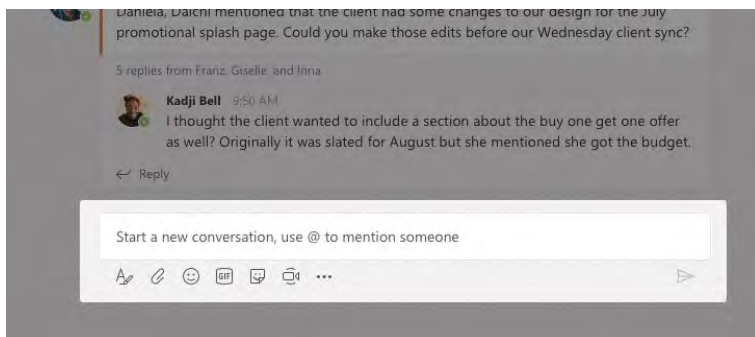 Daniela, Daichi mentioned that the client had some changes to our design for the July
promotional splash page. Could you make those edits before our Wednesday client sync?
5 replies from Franz, Giselle, and Inna
Kadji Bell 9:50 AM
I thought the client wanted to include a section about the buy one get one offer
as well? Originally it was slated for August but she mentioned she got the budget.
Reply
Start a new conversation, use @ to mention someone
GIF